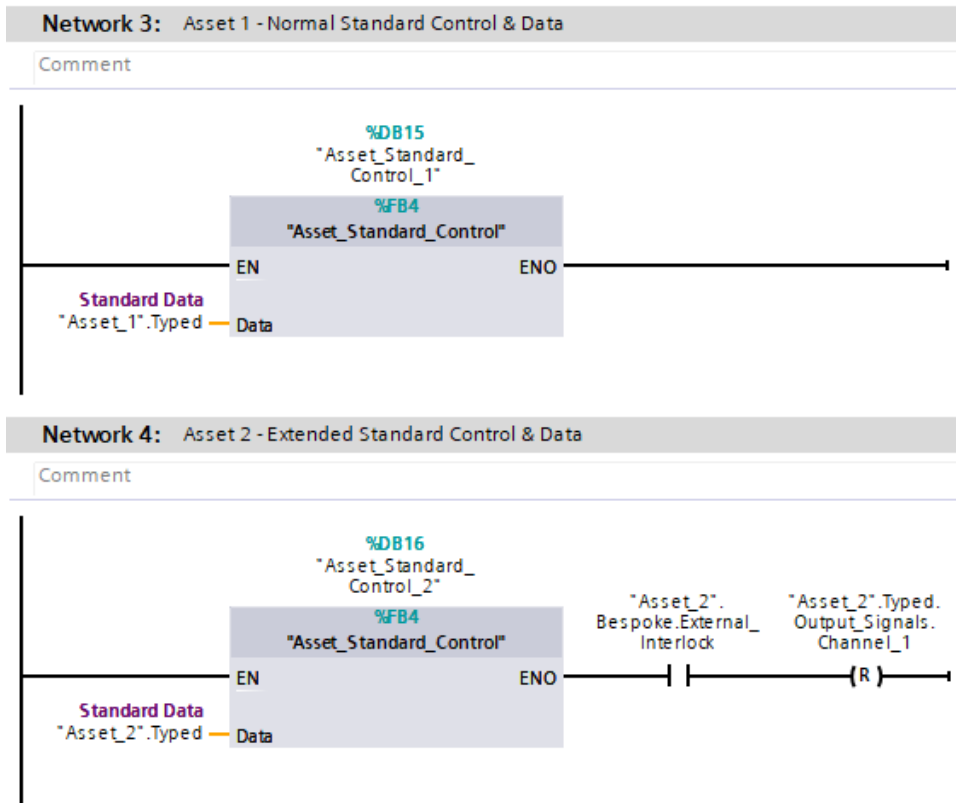 Network 3: Asset 1 - Normal Standard Control & Data
Comment
%DB15
"Asset_Standard_
Control_1"
%FB4
"Asset_Standard_Control"
EN ENO
Standard Data
"Asset_1".Typed Data
Network 4: Asset 2 - Extended Standard Control & Data
Comment
%DB16
"Asset_Standard_
Control_2"
%FB4
"Asset_Standard_Control"
"Asset_2".
Bespoke.External_
Interlock
"Asset_2".Typed.
Output_Signals.
Channel_1
EN ENO
R
Standard Data
"Asset_2".Typed Data